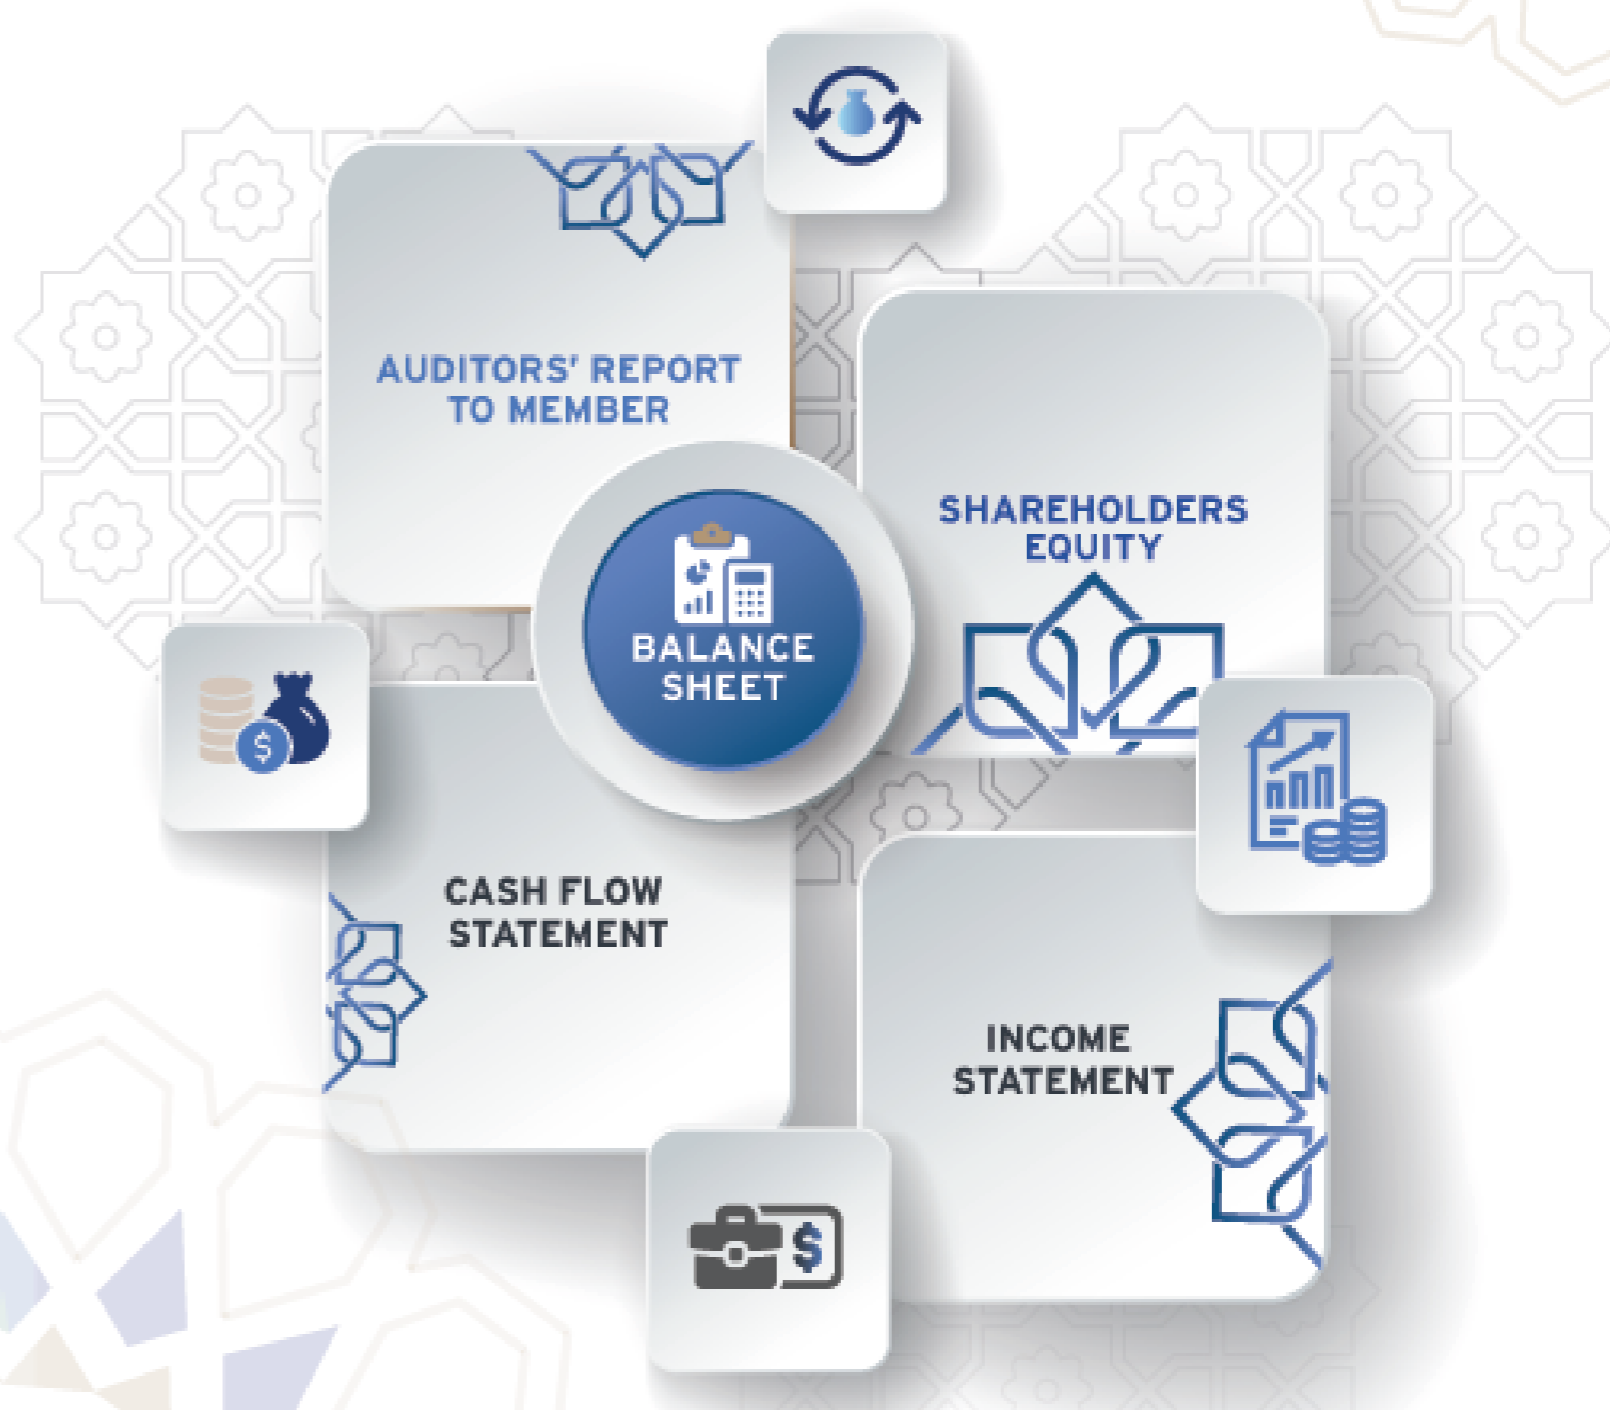 AUDITORS' REPORT
TO MEMBER
SHAREHOLDERS
EQUITY
BALANCE
SHEET
$
CASH FLOW
STATEMENT
INCOME
STATEMENT
$